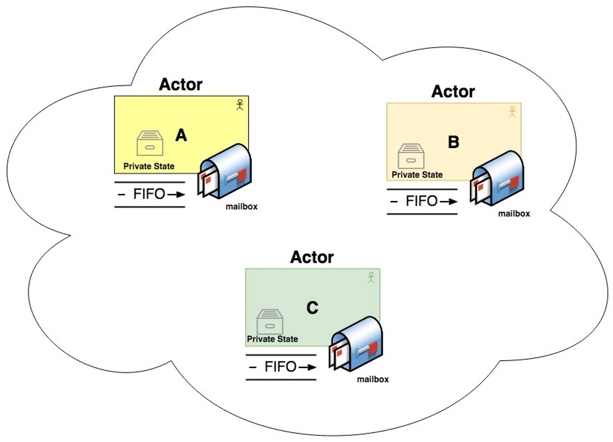 Actor
A
Private State
– FIFO
mailbox
Actor
B
Private State
– FIFO
mailbox
Actor
C
Private State
– FIFO
mailbox